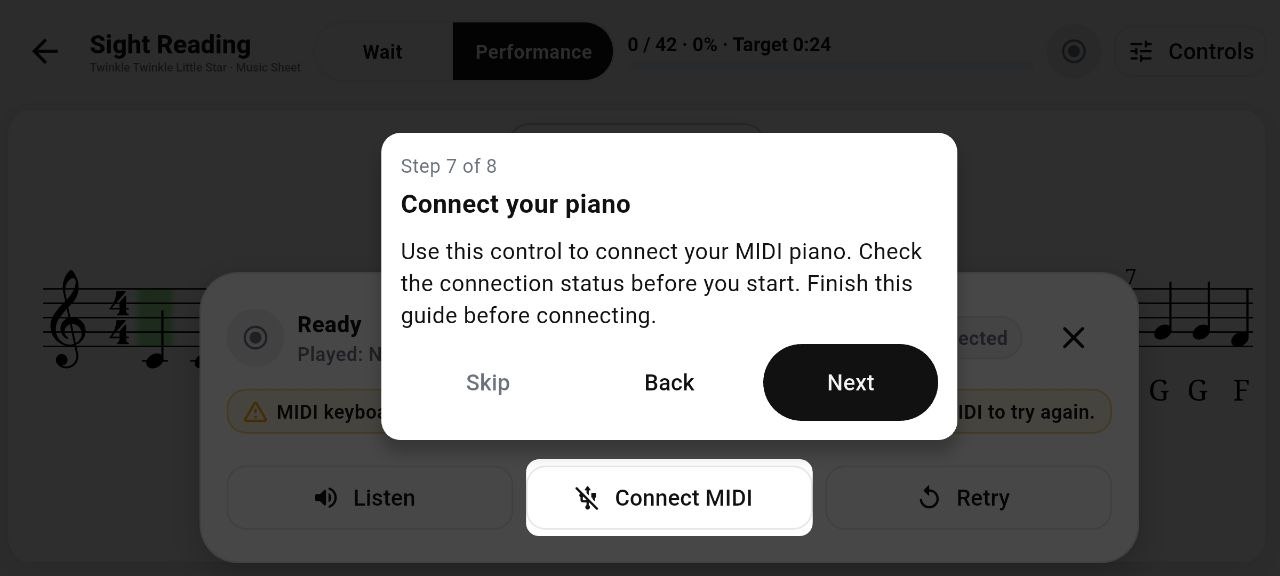 Sight Reading
Twinkle Twinkle Little Star · Music Sheet
Wait
Performance
0 / 42 · 0% · Target 0:24
Controls
Step 7 of 8
Connect your piano
Use this control to connect your MIDI piano. Check
the connection status before you start. Finish this
guide before connecting.
Skip
Back
Next
4
4
7
Ready
Played:
G G F
Listen
Connect MIDI
Retry
MIDI
to try again.